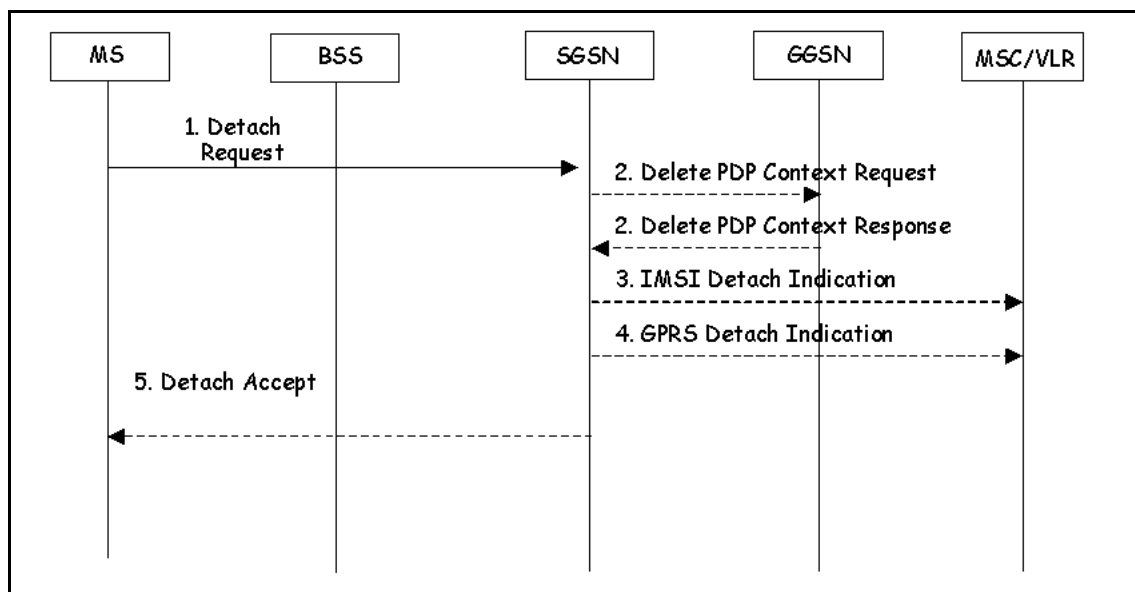 MS
BSS
SGSN
GGSN
MSC/VLR
1. Detach
Request
2. Delete PDP Context Request
2. Delete PDP Context Response
3. IMSI Detach Indication
4. GPRS Detach Indication
5. Detach Accept